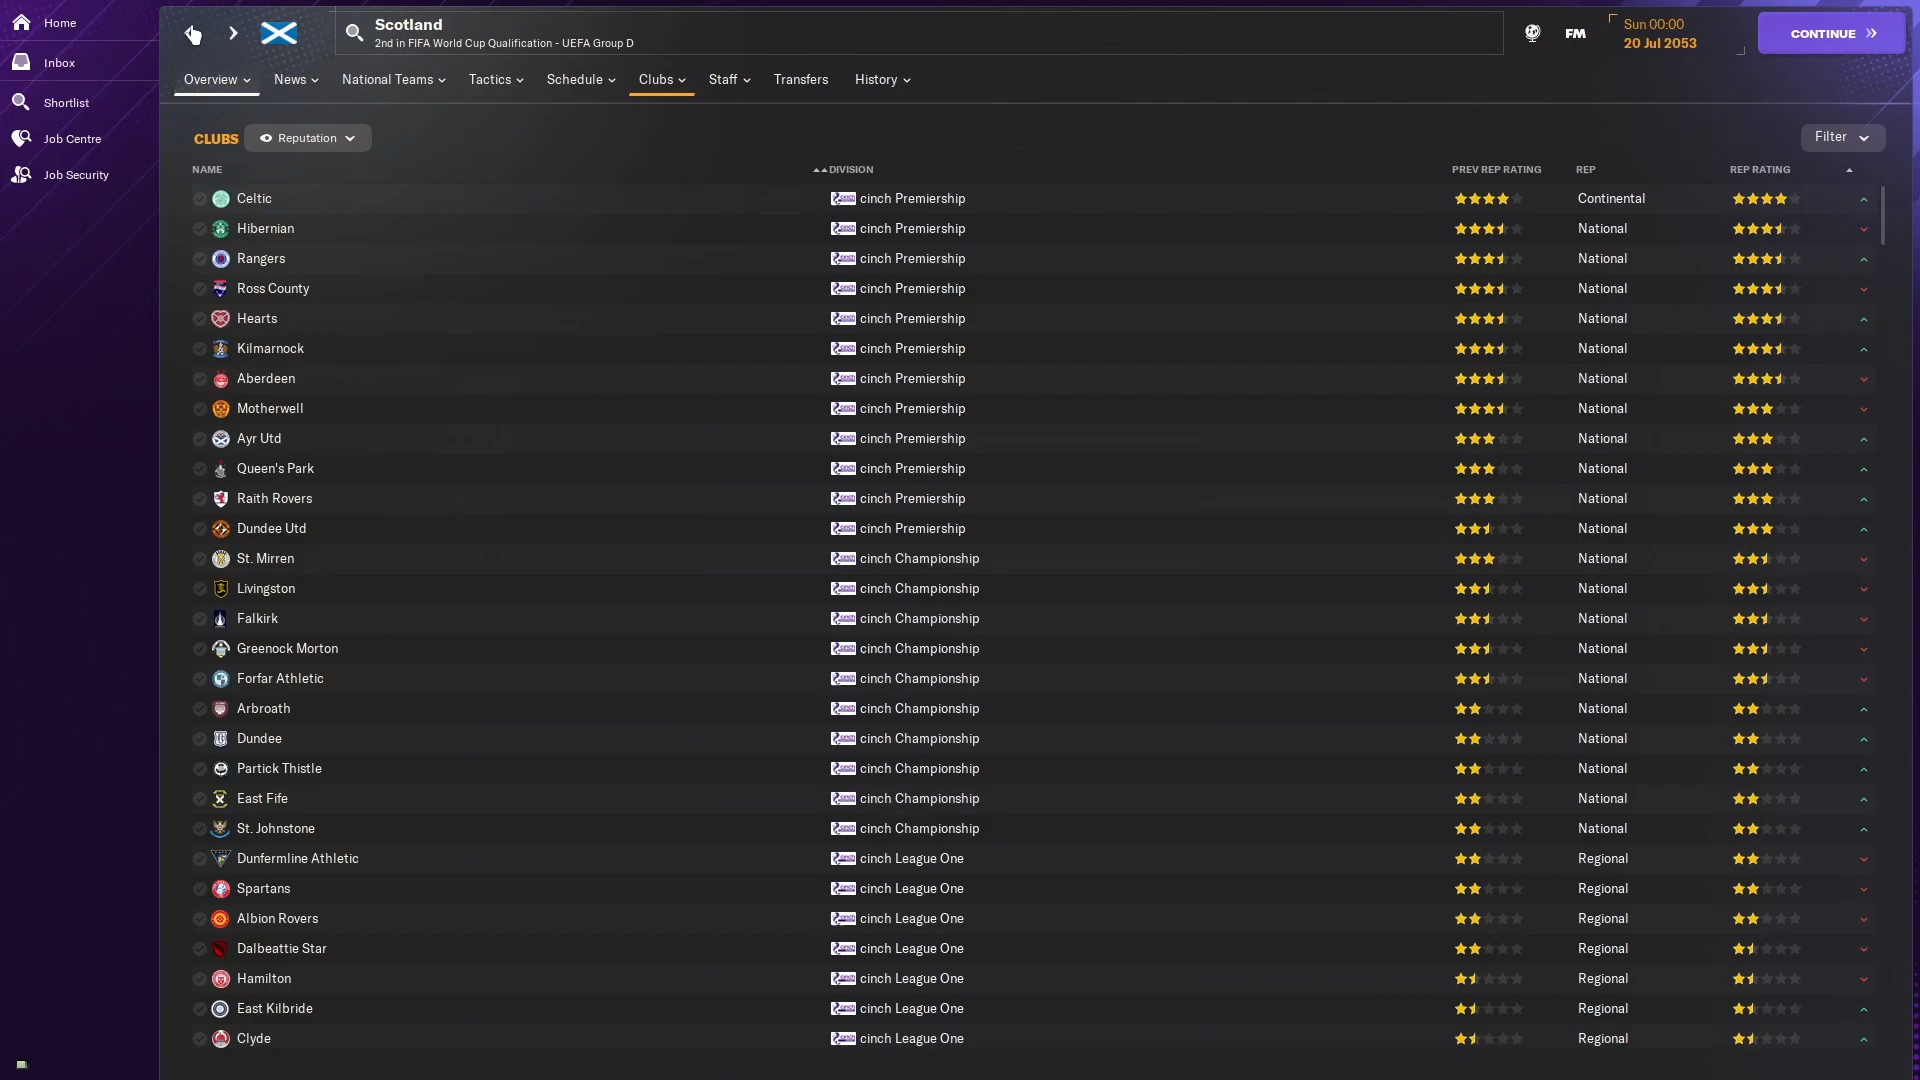 Home
Inbox
Shortlist
Job Centre
Job Security
Scotland
2nd in FIFA World Cup Qualification - UEFA Group D
FM
Sun 00:00
20 Jul 2053
CONTINUE
Overview News National Teams Tactics Schedule Clubs Staff Transfers History
CLUBS Reputation Filter
NAME DIVISION PREV REP RATING REP REP RATING
Celtic cinch Premiership Continental
Hibernian cinch Premiership National
Rangers cinch Premiership National
Ross County cinch Premiership National
Hearts cinch Premiership National
Kilmarnock cinch Premiership National
Aberdeen cinch Premiership National
Motherwell cinch Premiership National
Ayr Utd cinch Premiership National
Queen's Park cinch Premiership National
Raith Rovers cinch Premiership National
Dundee Utd cinch Premiership National
St. Mirren cinch Championship National
Livingston cinch Championship National
Falkirk cinch Championship National
Greenock Morton cinch Championship National
Forfar Athletic cinch Championship National
Arbroath cinch Championship National
Dundee cinch Championship National
Partick Thistle cinch Championship National
East Fife cinch Championship National
St. Johnstone cinch Championship National
Dunfermline Athletic cinch League One Regional
Spartans cinch League One Regional
Albion Rovers cinch League One Regional
Dalbeattie Star cinch League One Regional
Hamilton cinch League One Regional
East Kilbride cinch League One Regional
Clyde cinch League One Regional